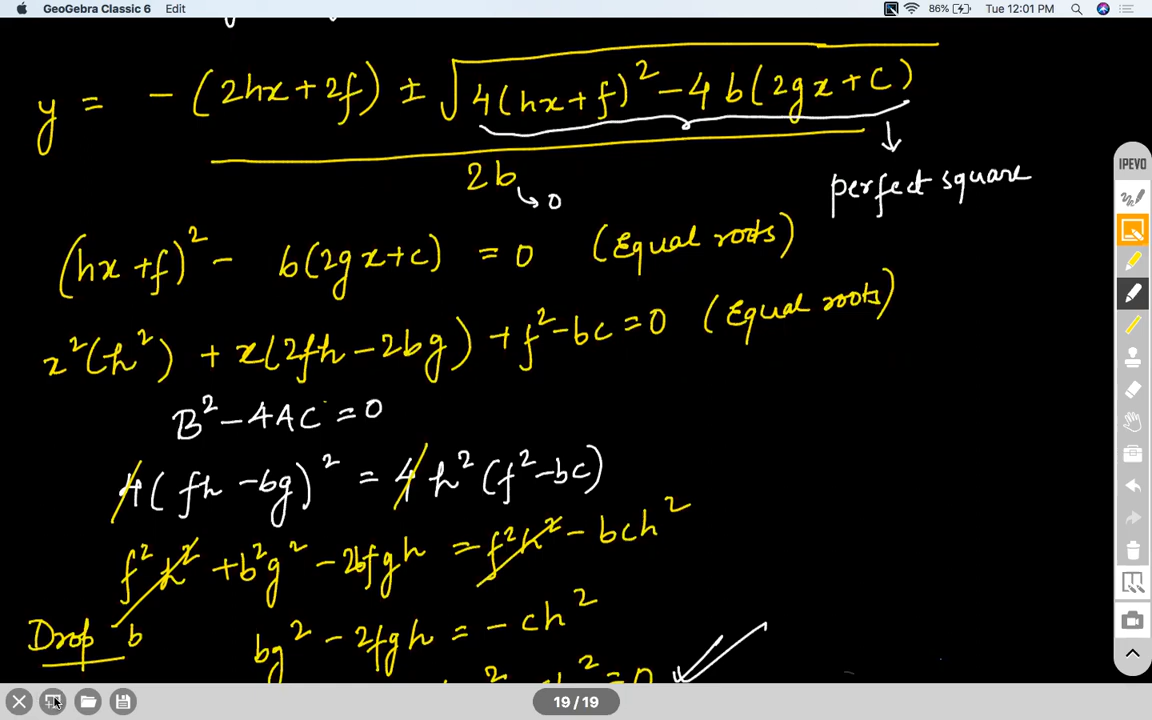 GeoGebra Classic 6 Edit 86% Tue 12:01 PM
y = -(2hx+2f) ± √4(hx+f)² - 4b(2gx+c)
2b → 0
perfect square
(hx+f)² - b(2gx+c) = 0 (Equal roots)
x²(h²) + x(2fh-2bg) + f²-bc=0 (Equal roots)
B²-4AC=0
4(fh-bg)² = 4h²(f²-bc)
f²h² + b²g² - 2bfgh = f²h² - bch²
Drop b
bg² - 2fgh = -ch²
² h² = 0
IPEVO
19/19